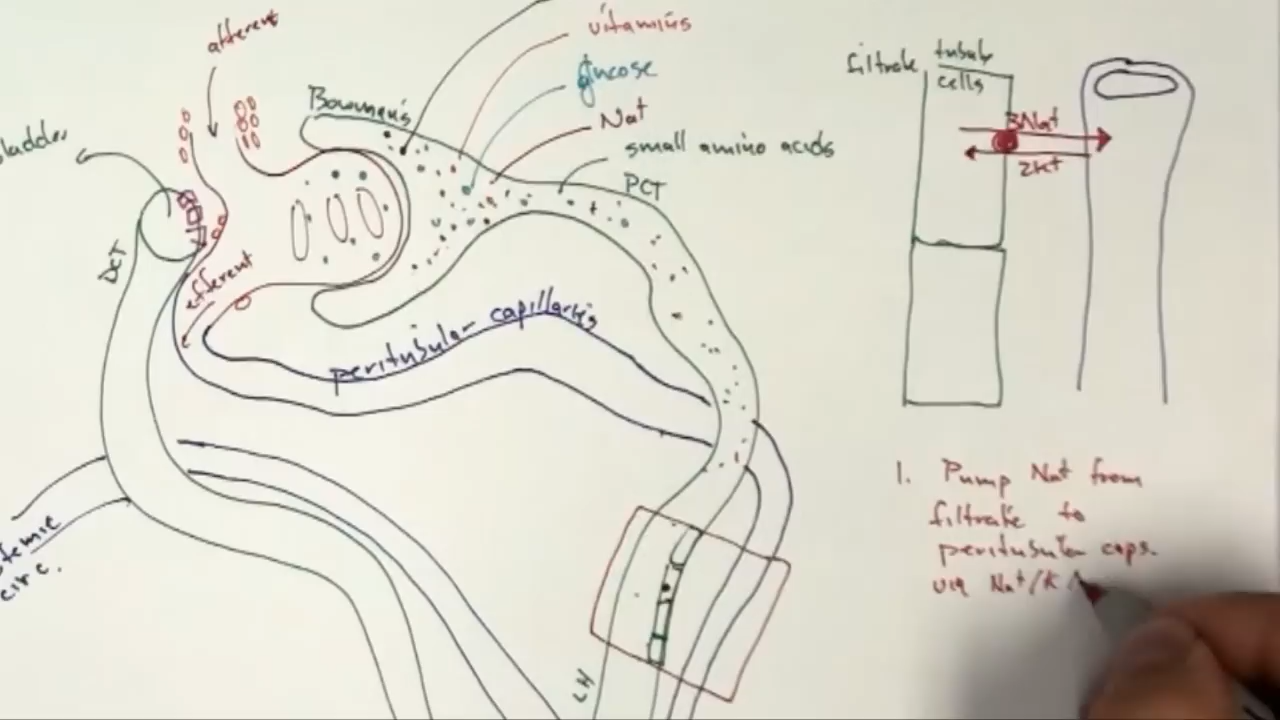 afferent
vitamins
glucose
Na+
small amino acids
Bowman's
PCT
bladder
DCT
efferent
peritubular capillaries
systemic
circ.
LH
filtrate
tubule
cells
3Na+
2K+
1. Pump Na+ from
filtrate to
peritubular caps.
via Na+/K